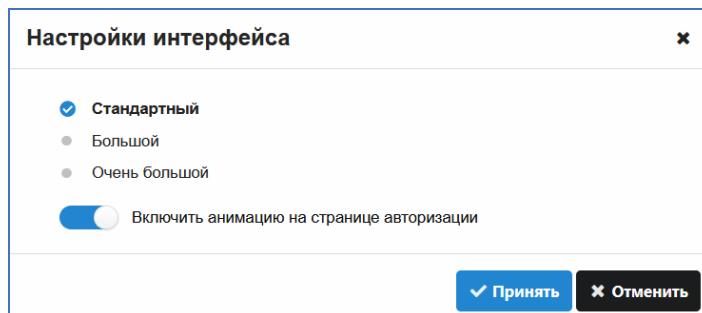 Настройки интерфейса
Стандартный
Большой
Очень большой
Включить анимацию на странице авторизации
Принять Отменить